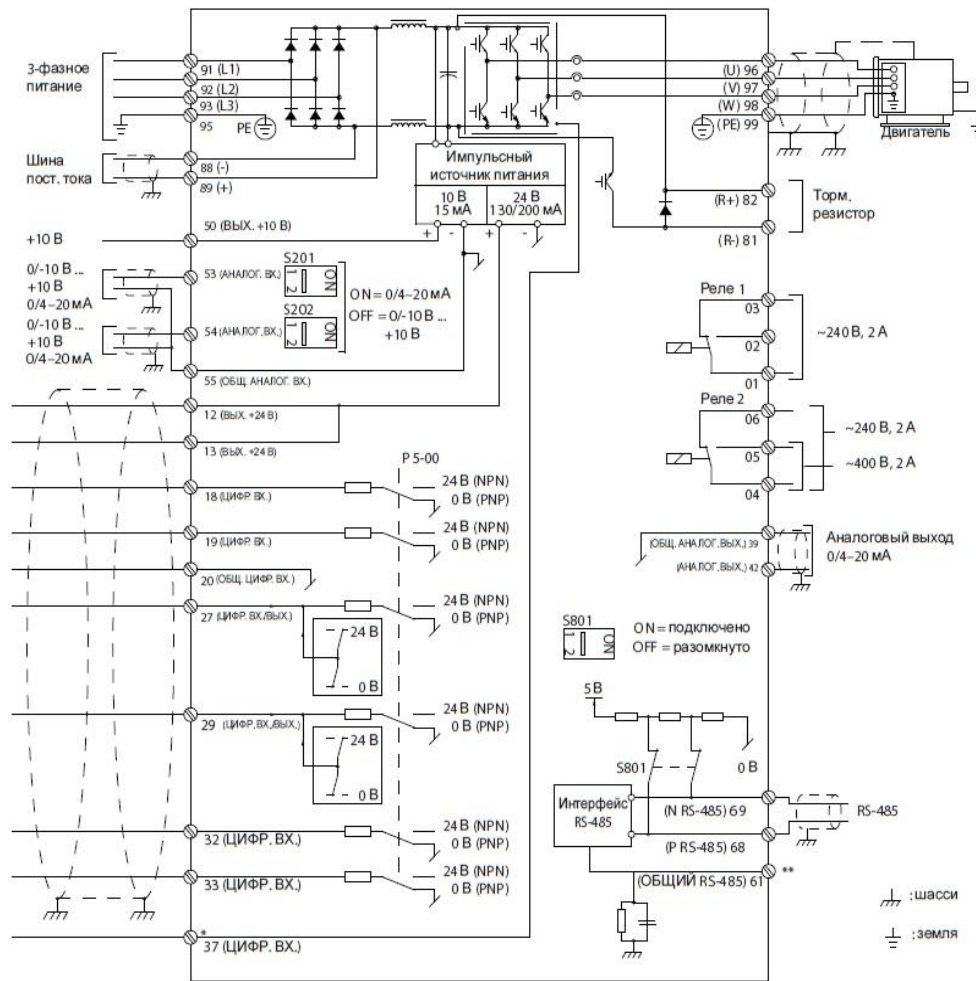 3-фазное
питание
91 (L1)
92 (L2)
93 (L3)
95
PE
Шина
пост. тока
88 (-)
89 (+)
Импульсный
источник питания
10 В
15 мА
24 В
130/200 мА
+ - + -
(U) 96
(V) 97
(W) 98
(PE) 99
Двигатель
(R+) 82
(R-) 81
Торм.
резистор
+10 В
50 (ВЫХ. +10 В)
0/-10 В ...
+10 В
0/4–20 мА
53 (АНАЛОГ. ВХ.)
S201
1 2
ON
0/-10 В ...
+10 В
0/4–20 мА
54 (АНАЛОГ. ВХ.)
S202
1 2
ON
ON = 0/4–20 мА
OFF = 0/-10 В ...
+10 В
55 (ОБЩ. АНАЛОГ. ВХ.)
12 (ВЫХ. +24 В)
13 (ВЫХ. +24 В)
P 5-00
18 (ЦИФР. ВХ.)
24 В (NPN)
0 В (PNP)
19 (ЦИФР. ВХ.)
24 В (NPN)
0 В (PNP)
20 (ОБЩ. ЦИФР. ВХ.)
27 (ЦИФР. ВХ./ВЫХ.)
24 В (NPN)
0 В (PNP)
24 В
0 В
29 (ЦИФР. ВХ./ВЫХ.)
24 В (NPN)
0 В (PNP)
24 В
0 В
32 (ЦИФР. ВХ.)
24 В (NPN)
0 В (PNP)
33 (ЦИФР. ВХ.)
24 В (NPN)
0 В (PNP)
*
37 (ЦИФР. ВХ.)
Реле 1
03
02
01
~240 В, 2 А
Реле 2
06
05
04
~240 В, 2 А
~400 В, 2 А
(ОБЩ. АНАЛОГ. ВЫХ.) 39
(АНАЛОГ. ВЫХ.) 42
Аналоговый выход
0/4–20 мА
S801
1 2
ON
ON = подключено
OFF = разомкнуто
5 В
S801
0 В
Интерфейс
RS-485
(N RS-485) 69
(P RS-485) 68
(ОБЩИЙ RS-485) 61
**
RS-485
:шасси
:земля